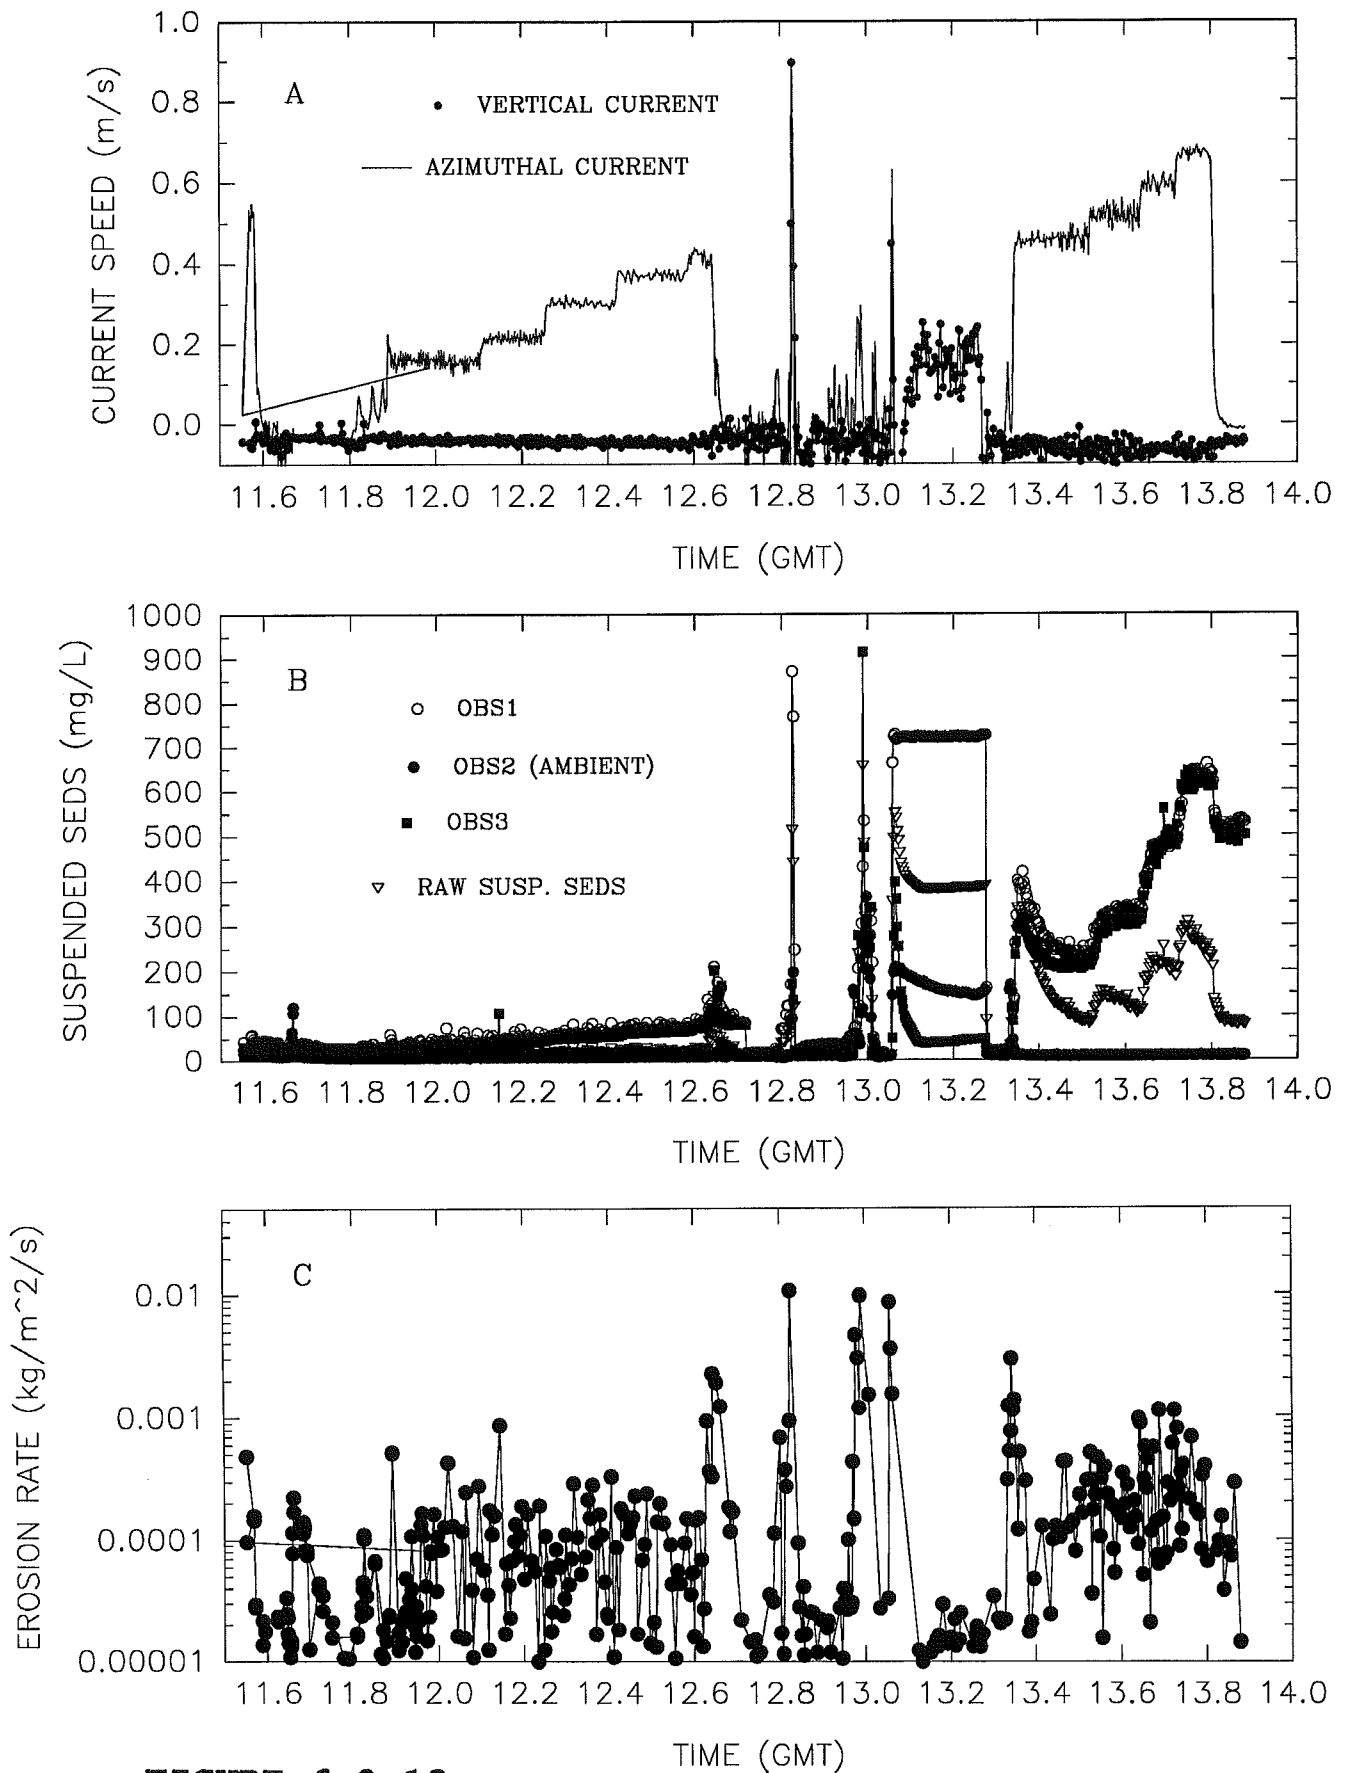 1.0
0.8
0.6
0.4
0.2
0.0
CURRENT SPEED (m/s)
A
VERTICAL CURRENT
AZIMUTHAL CURRENT
11.6 11.8 12.0 12.2 12.4 12.6 12.8 13.0 13.2 13.4 13.6 13.8 14.0
TIME (GMT)
1000
900
800
700
600
500
400
300
200
100
0
SUSPENDED SEDS (mg/L)
B
OBS1
OBS2 (AMBIENT)
OBS3
RAW SUSP. SEDS
11.6 11.8 12.0 12.2 12.4 12.6 12.8 13.0 13.2 13.4 13.6 13.8 14.0
TIME (GMT)
0.01
0.001
0.0001
0.00001
EROSION RATE (kg/m^2/s)
C
11.6 11.8 12.0 12.2 12.4 12.6 12.8 13.0 13.2 13.4 13.6 13.8 14.0
TIME (GMT)